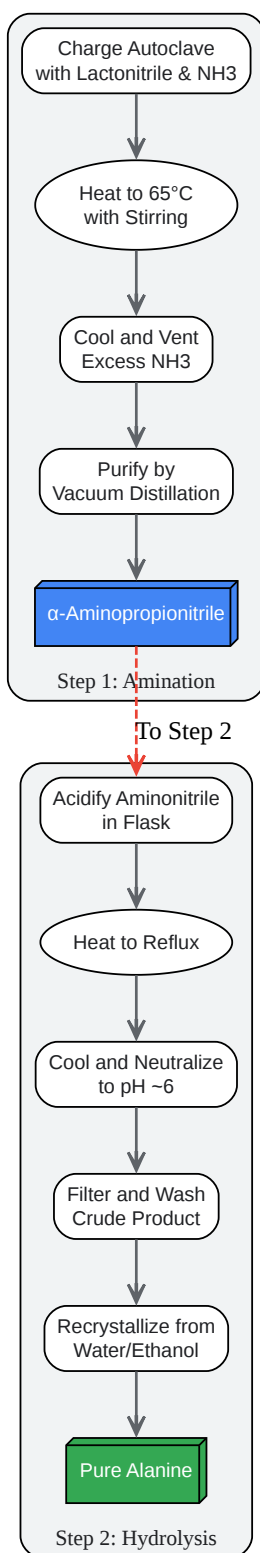 Charge Autoclave
with Lactonitrile & NH3
Heat to 65°C
with Stirring
Cool and Vent
Excess NH3
Purify by
Vacuum Distillation
α-Aminopropionitrile
Step 1: Amination
To Step 2
Acidify Aminonitrile
in Flask
Heat to Reflux
Cool and Neutralize
to pH ~6
Filter and Wash
Crude Product
Recrystallize from
Water/Ethanol
Pure Alanine
Step 2: Hydrolysis